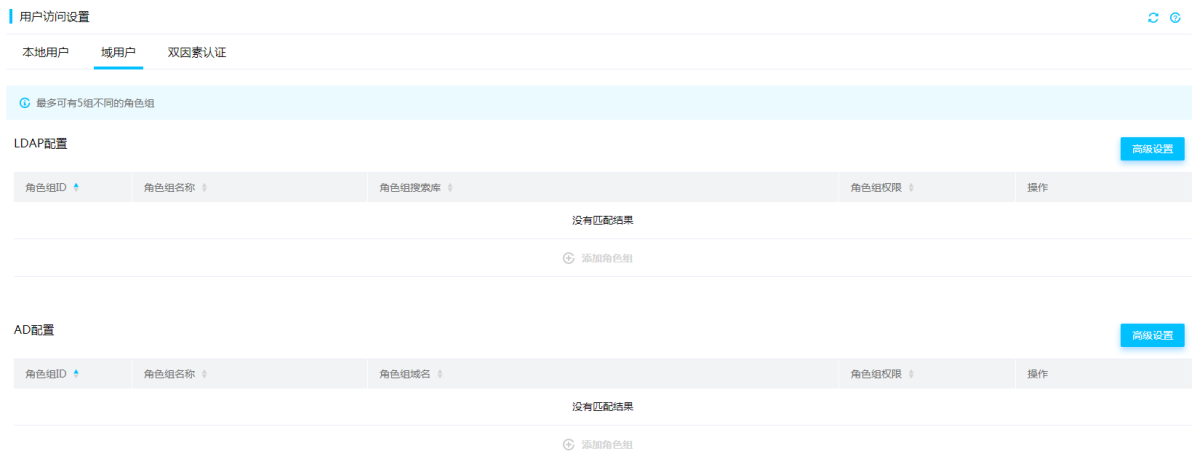 用户访问设置
本地用户 域用户 双因素认证
最多可有5组不同的角色组
LDAP配置
高级设置
角色组ID 角色组名称 角色组搜索库 角色组权限 操作
没有匹配结果
添加角色组
AD配置
高级设置
角色组ID 角色组名称 角色组域名 角色组权限 操作
没有匹配结果
添加角色组